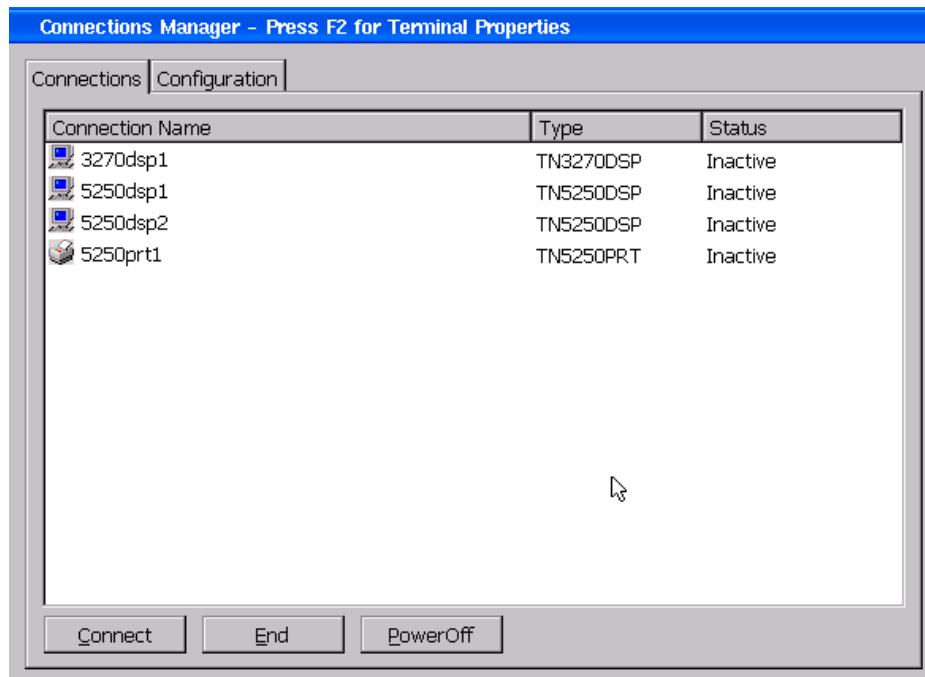 Connections Manager - Press F2 for Terminal Properties
Connections Configuration
Connection Name Type Status
3270dsp1 TN3270DSP Inactive
5250dsp1 TN5250DSP Inactive
5250dsp2 TN5250DSP Inactive
5250prt1 TN5250PRT Inactive
Connect End PowerOff